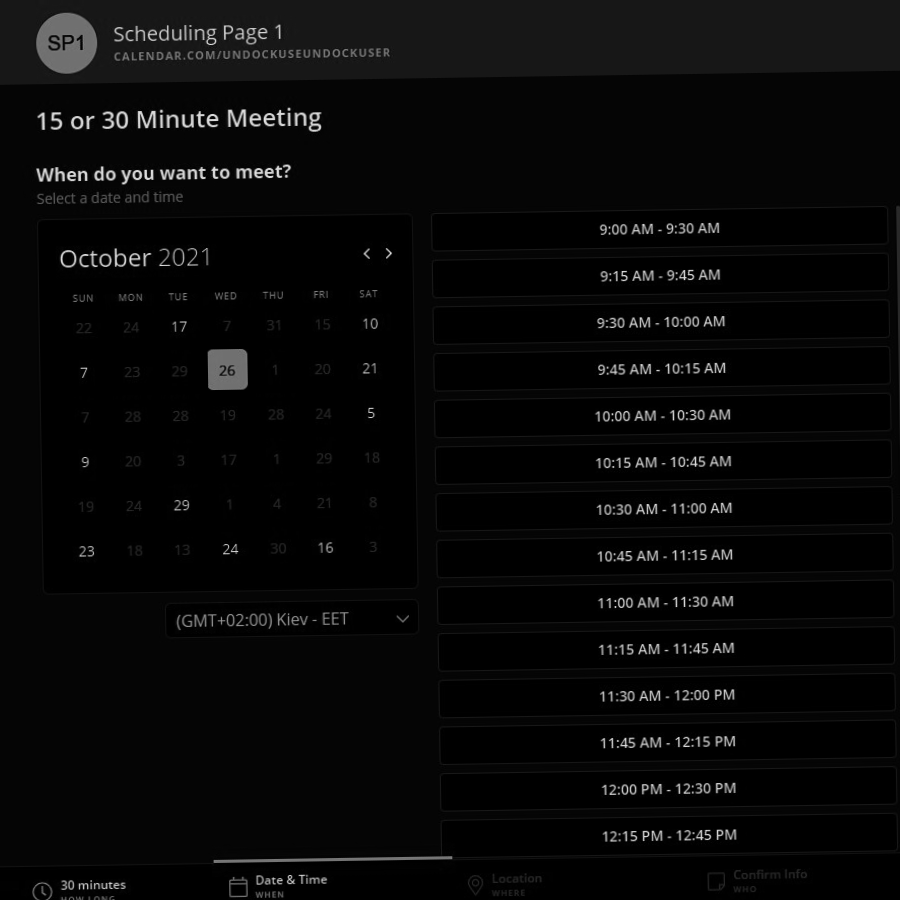 SP1
Scheduling Page 1
CALENDAR.COM/UNDOCKUSEUNDOCKUSER
15 or 30 Minute Meeting
When do you want to meet?
Select a date and time
October 2021
SUN MON TUE WED THU FRI SAT
22 24 17 7 31 15 10
7 23 29 26 1 20 21
7 28 28 19 28 24 5
9 20 3 17 1 29 18
19 24 29 1 4 21 8
23 18 13 24 30 16 3
(GMT+02:00) Kiev - EET
9:00 AM - 9:30 AM
9:15 AM - 9:45 AM
9:30 AM - 10:00 AM
9:45 AM - 10:15 AM
10:00 AM - 10:30 AM
10:15 AM - 10:45 AM
10:30 AM - 11:00 AM
10:45 AM - 11:15 AM
11:00 AM - 11:30 AM
11:15 AM - 11:45 AM
11:30 AM - 12:00 PM
11:45 AM - 12:15 PM
12:00 PM - 12:30 PM
12:15 PM - 12:45 PM
30 minutes
HOW LONG
Date & Time
WHEN
Location
WHERE
Confirm Info
WHO